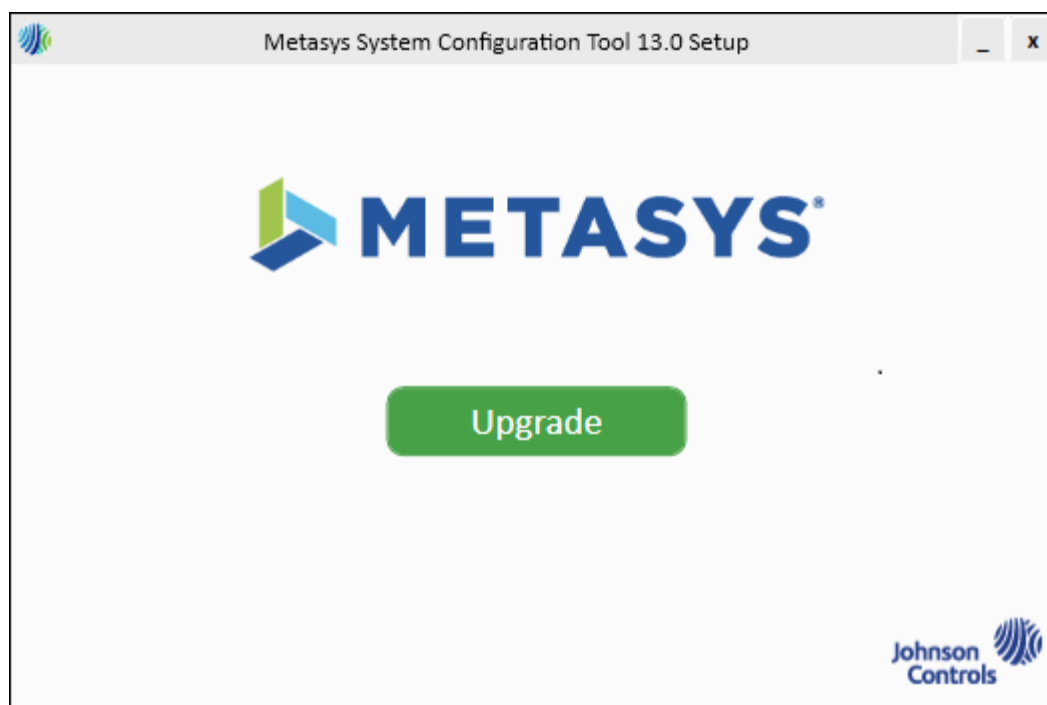 Metasys System Configuration Tool 13.0 Setup
_ x
METASYS®
Upgrade
Johnson
Controls